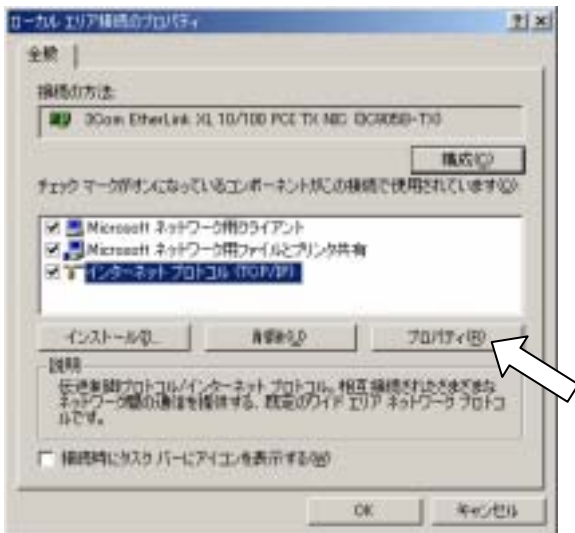 ローカル エリア接続のプロパティ
全般
接続の方法:
3Com EtherLink XL 10/100 PCI TX NIC (3C905B-TX)
構成(C)
チェック マークがオンになっているコンポーネントがこの接続で使用されています(O):
Microsoft ネットワーク用クライアント
Microsoft ネットワーク用ファイルとプリンタ共有
インターネット プロトコル (TCP/IP)
インストール(I)... 削除(U) プロパティ(R)
説明
伝送制御プロトコル/インターネット プロトコル。相互接続されたさまざまな
ネットワーク間の通信を提供する、既定のワイド エリア ネットワーク プロトコ
ルです。
接続時にタスク バーにアイコンを表示する(W)
OK キャンセル